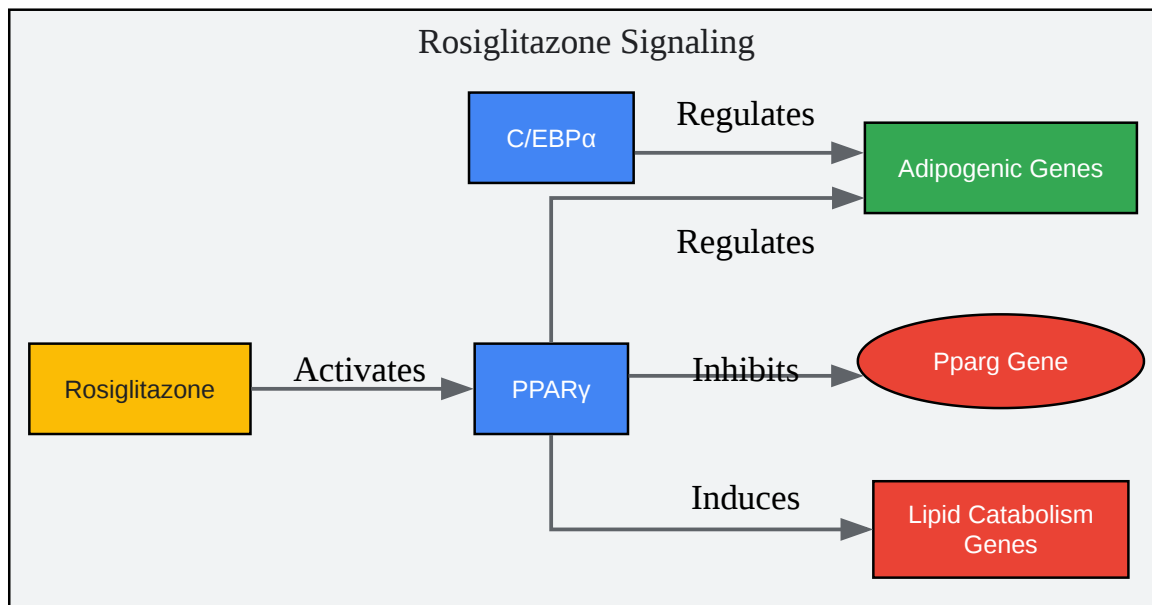 Rosiglitazone Signaling
C/EBPα
Regulates
Adipogenic Genes
Regulates
Rosiglitazone
Activates
PPARγ
Inhibits
Pparg Gene
Induces
Lipid Catabolism
Genes